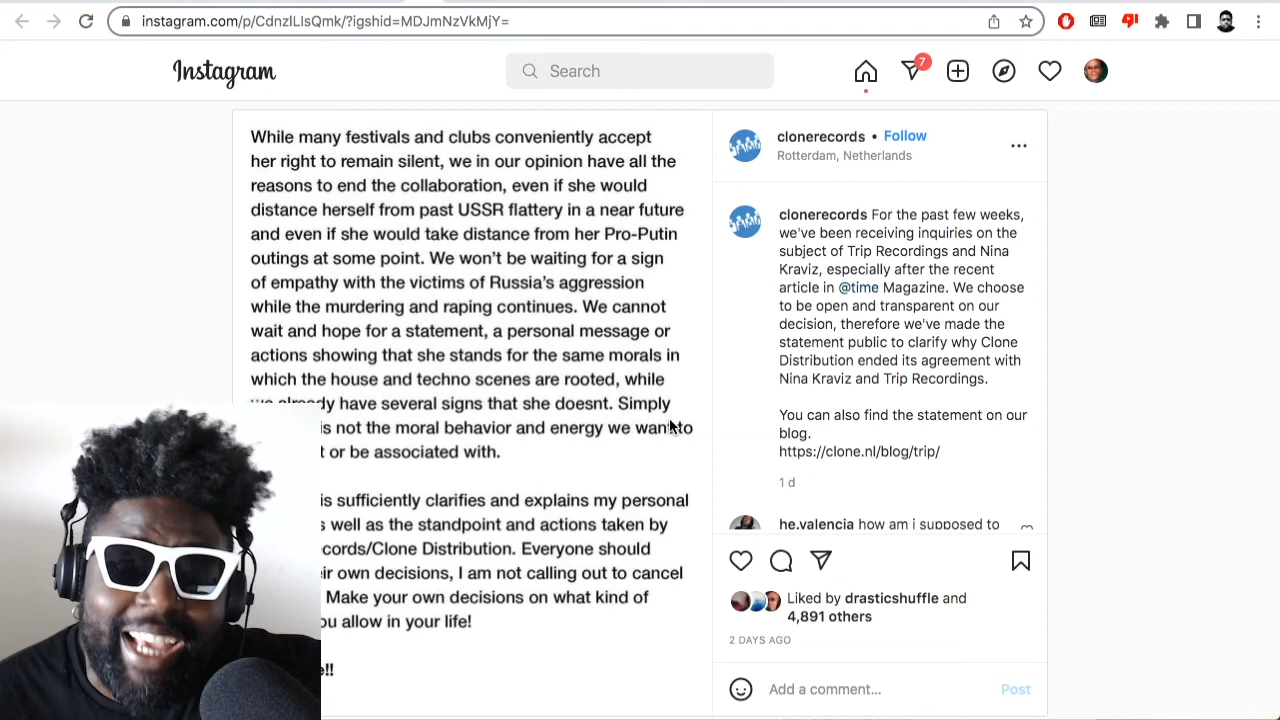 instagram.com/p/CdnzILIsQmk/?igshid=MDJmNzVkMjY=
Instagram
Search
7
While many festivals and clubs conveniently accept
her right to remain silent, we in our opinion have all the
reasons to end the collaboration, even if she would
distance herself from past USSR flattery in a near future
and even if she would take distance from her Pro-Putin
outings at some point. We won't be waiting for a sign
of empathy with the victims of Russia's aggression
while the murdering and raping continues. We cannot
wait and hope for a statement, a personal message or
actions showing that she stands for the same morals in
which the house and techno scenes are rooted, while
already have several signs that she doesnt. Simply
is not the moral behavior and energy we want to
or be associated with.
sufficiently clarifies and explains my personal
well as the standpoint and actions taken by
/Clone Distribution. Everyone should
own decisions, I am not calling out to cancel
Make your own decisions on what kind of
allow in your life!
clonerecords • Follow
Rotterdam, Netherlands
clonerecords For the past few weeks,
we've been receiving inquiries on the
subject of Trip Recordings and Nina
Kraviz, especially after the recent
article in @time Magazine. We choose
to be open and transparent on our
decision, therefore we've made the
statement public to clarify why Clone
Distribution ended its agreement with
Nina Kraviz and Trip Recordings.
You can also find the statement on our
blog.
https://clone.nl/blog/trip/
1 d
he.valencia how am i supposed to
Liked by drasticshuffle and
4,891 others
2 DAYS AGO
Add a comment...
Post